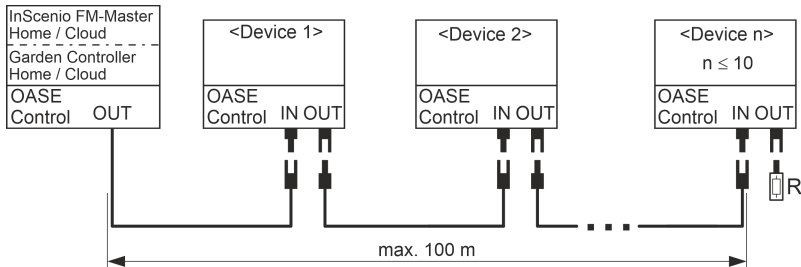 InScenio FM-Master
Home / Cloud
Garden Controller
Home / Cloud
OASE
Control OUT
<Device 1>
OASE
Control IN OUT
<Device 2>
OASE
Control IN OUT
<Device n>
n ≤ 10
OASE
Control IN OUT
R
max. 100 m